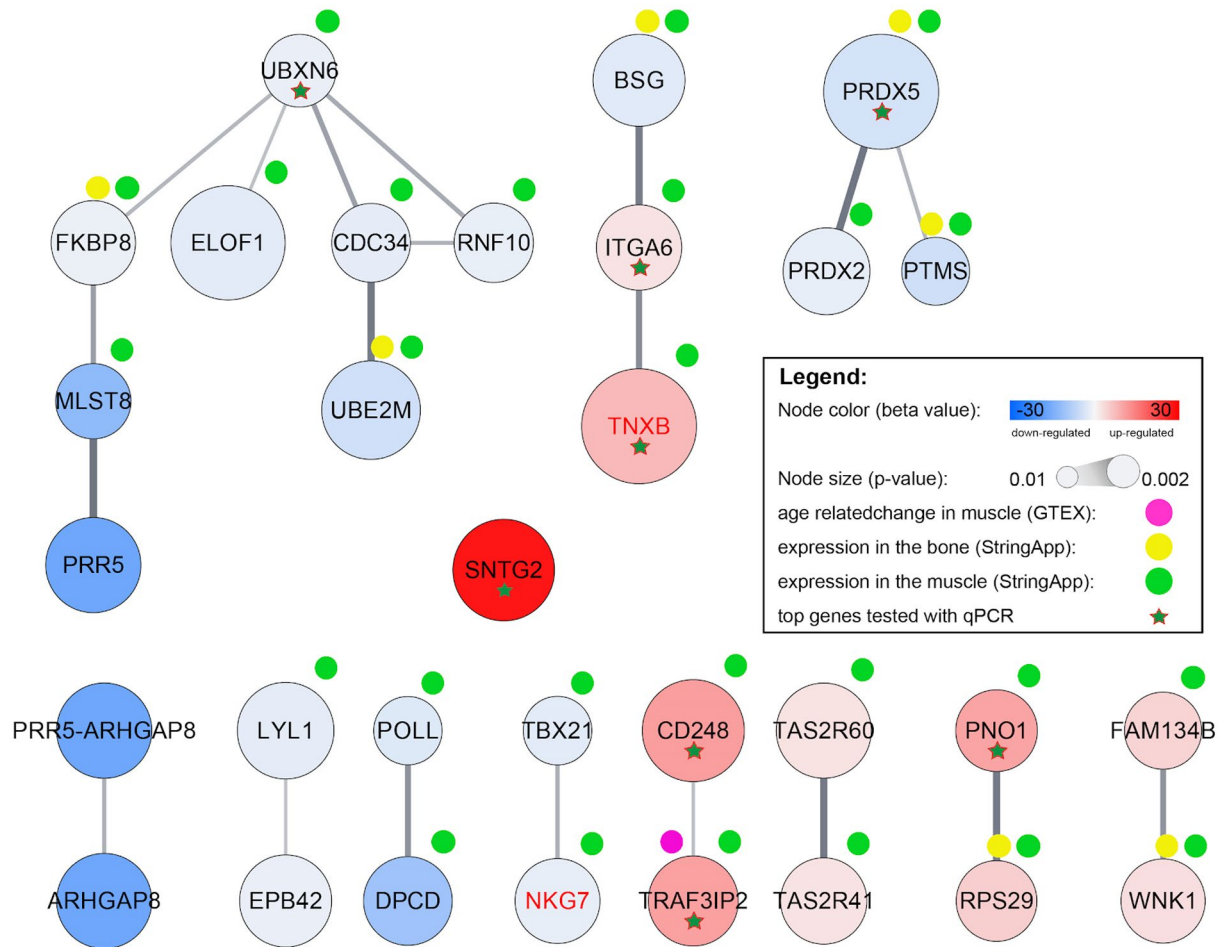 UBXN6
BSG
PRDX5
FKBP8
ELOF1
CDC34
RNF10
ITGA6
PRDX2
PTMS
MLST8
UBE2M
TNXB
PRR5
SNTG2
Legend:
Node color (beta value):
-30
30
down-regulated
up-regulated
Node size (p-value):
0.01
0.002
age relatedchange in muscle (GTEX):
expression in the bone (StringApp):
expression in the muscle (StringApp):
top genes tested with qPCR
PRR5-ARHGAP8
LYL1
POLL
TBX21
CD248
TAS2R60
PNO1
FAM134B
ARHGAP8
EPB42
DPCD
NKG7
TRAF3IP2
TAS2R41
RPS29
WNK1